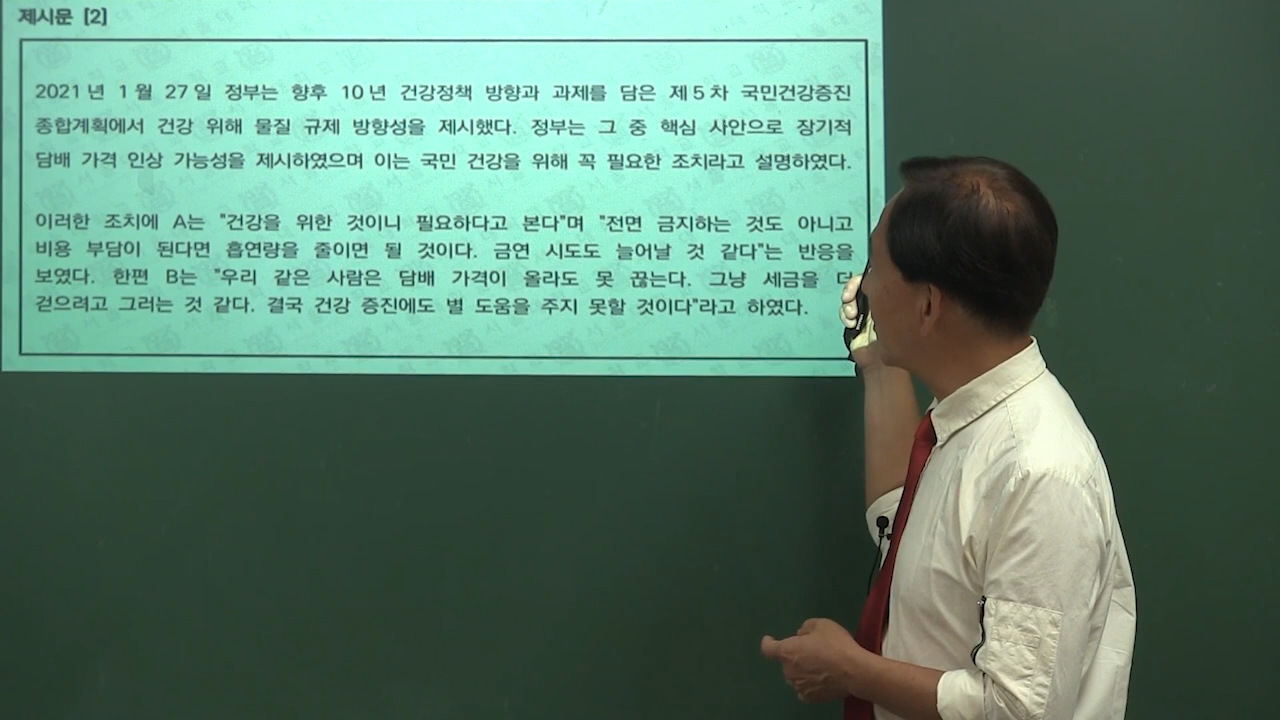 제시문 [2]
2021년 1월 27일 정부는 향후 10년 건강정책 방향과 과제를 담은 제5차 국민건강증진
종합계획에서 건강 위해 물질 규제 방향성을 제시했다. 정부는 그 중 핵심 사안으로 장기적
담배 가격 인상 가능성을 제시하였으며 이는 국민 건강을 위해 꼭 필요한 조치라고 설명하였다.
이러한 조치에 A는 "건강을 위한 것이니 필요하다고 본다"며 "전면 금지하는 것도 아니고
비용 부담이 된다면 흡연량을 줄이면 될 것이다. 금연 시도도 늘어날 것 같다"는 반응을
보였다. 한편 B는 "우리 같은 사람은 담배 가격이 올라도 못 끊는다. 그냥 세금을 더
걷으려고 그러는 것 같다. 결국 건강 증진에도 별 도움을 주지 못할 것이다"라고 하였다.